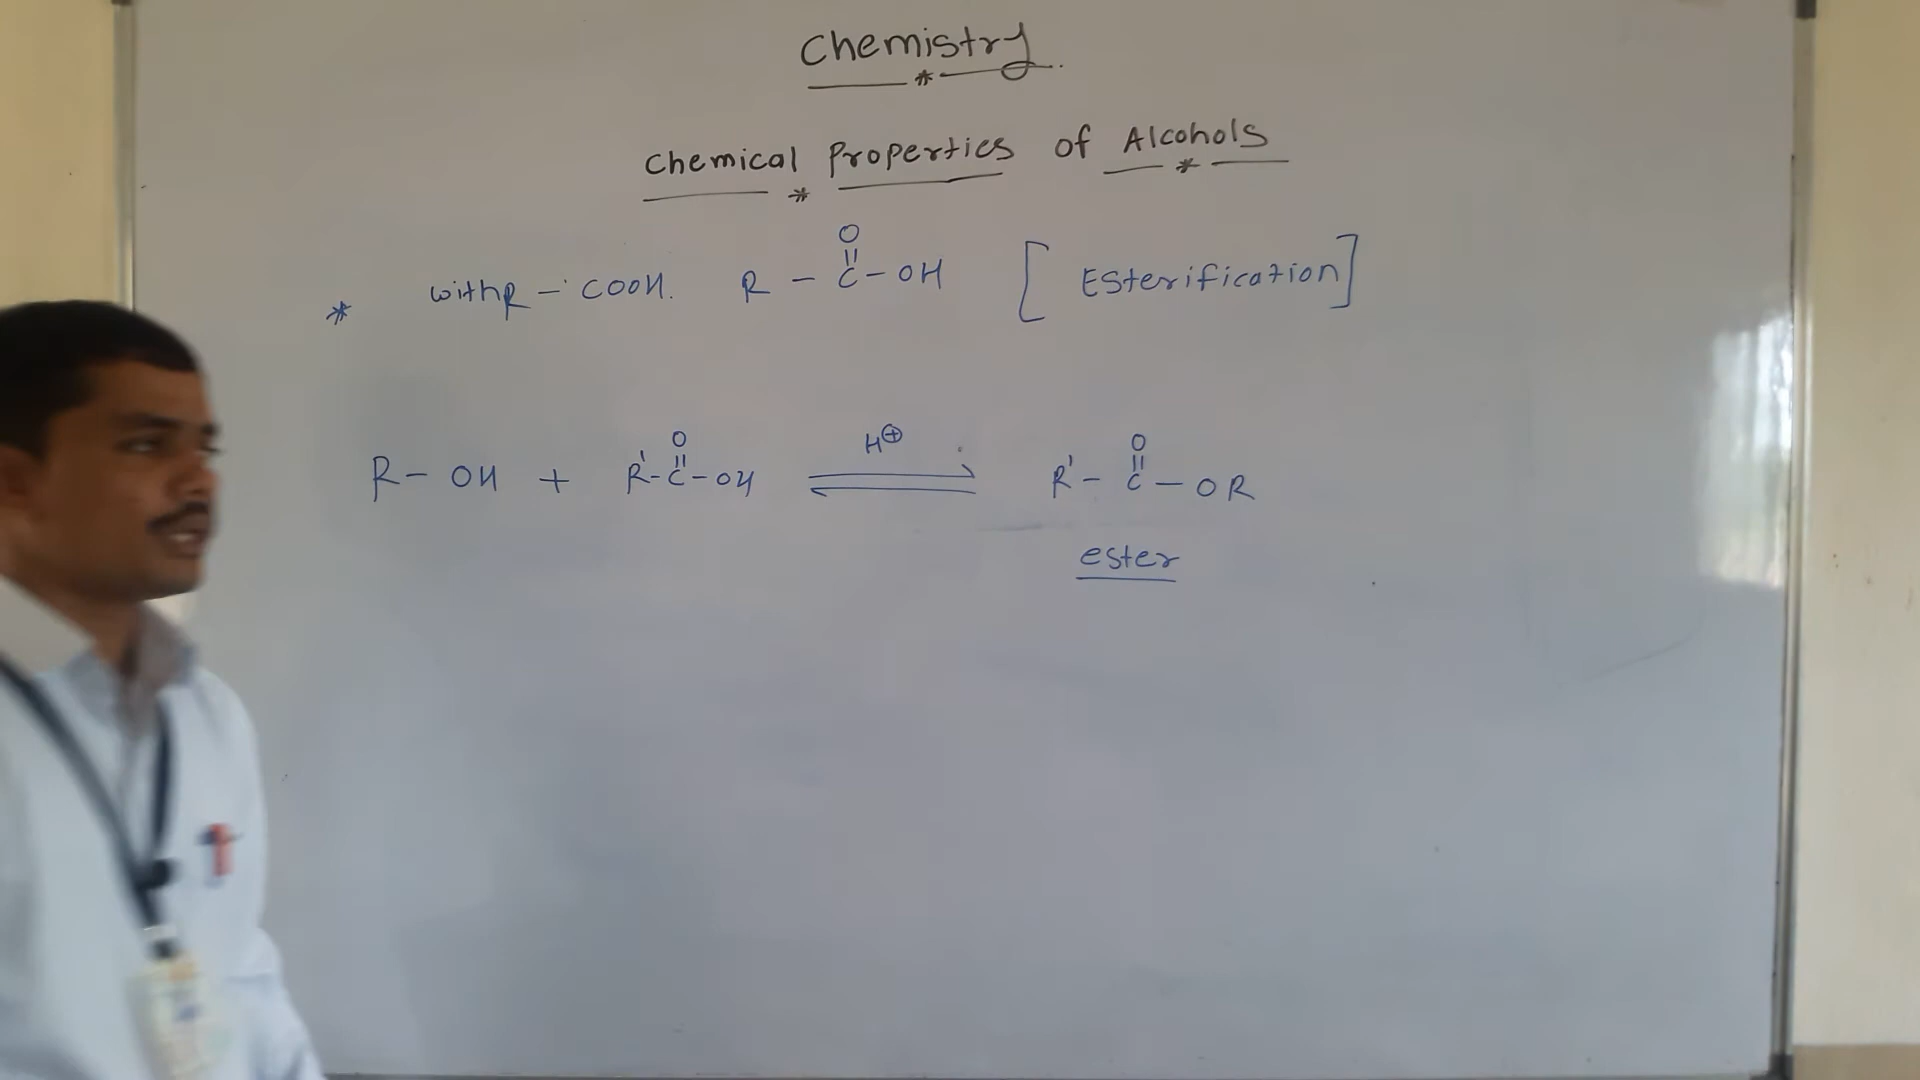 Chemistry
Chemical Properties of Alcohols
* with R - COOH. R - C - OH [Esterification]
O
||
R - OH + R' - C - OH ⇌ R' - C - OR
O
||
H⊕
O
||
ester